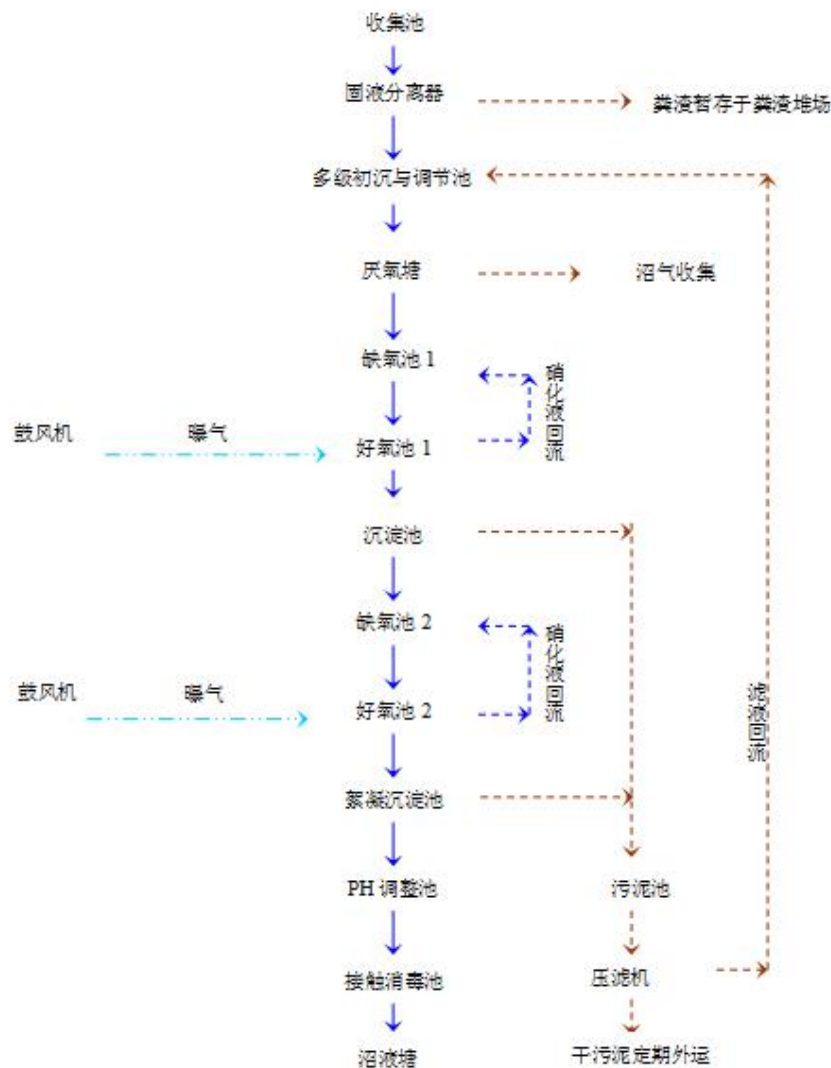 收集池
固液分离器
粪渣暂存于粪渣堆场
多级初沉与调节池
厌氧塘
沼气收集
缺氧池 1
硝化液回流
鼓风机
曝气
好氧池 1
沉淀池
缺氧池 2
硝化液回流
鼓风机
曝气
好氧池 2
滤液回流
絮凝沉淀池
PH 调整池
污泥池
接触消毒池
压滤机
沼液塘
干污泥定期外运